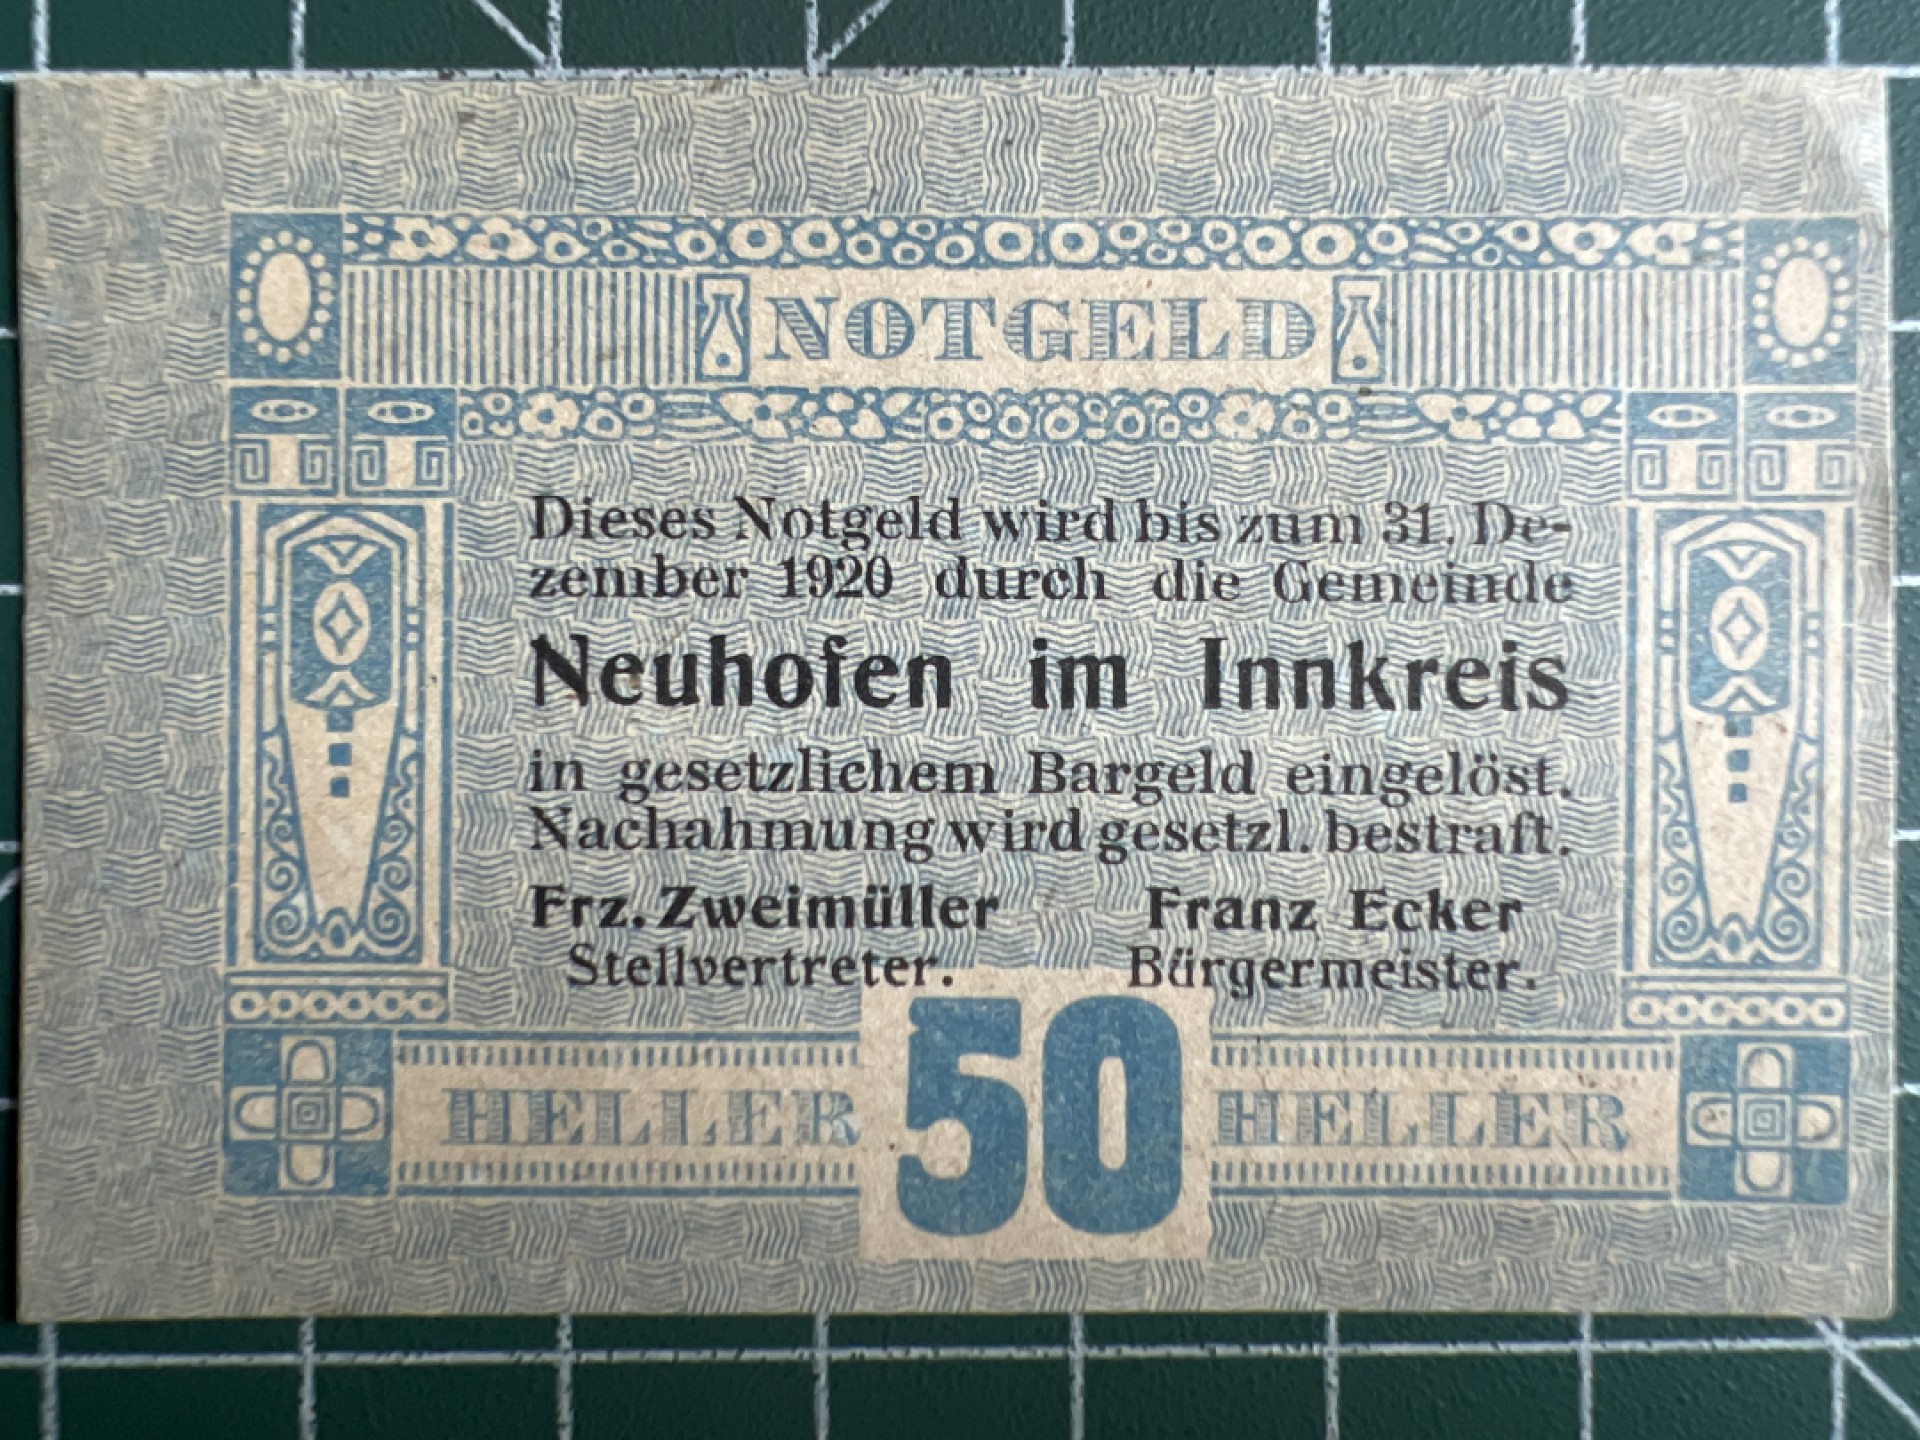 NOTGELD
Dieses Notgeld wird bis zum 31. De-
zember 1920 durch die Gemeinde
Neuhofen im Innkreis
in gesetzlichem Bargeld eingelöst.
Nachahmung wird gesetzl. bestraft.
Frz. Zweimüller Franz Ecker
Stellvertreter. Bürgermeister.
HELLER 50 HELLER